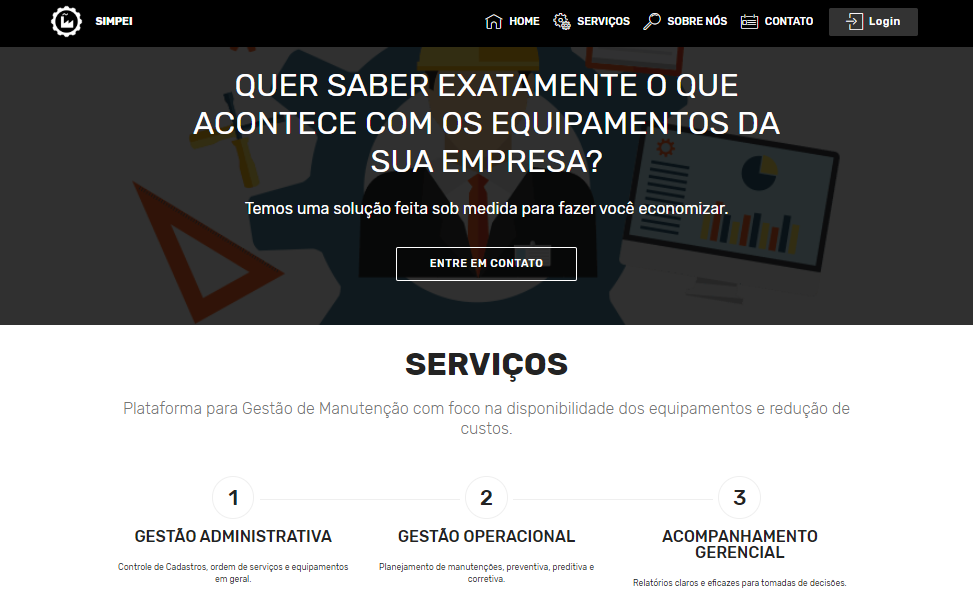 SIMPEI
HOME SERVIÇOS SOBRE NÓS CONTATO Login
QUER SABER EXATAMENTE O QUE
ACONTECE COM OS EQUIPAMENTOS DA
SUA EMPRESA?
Temos uma solução feita sob medida para fazer você economizar.
ENTRE EM CONTATO
SERVIÇOS
Plataforma para Gestão de Manutenção com foco na disponibilidade dos equipamentos e redução de
custos.
1
GESTÃO ADMINISTRATIVA
Controle de Cadastros, ordem de serviços e equipamentos
em geral.
2
GESTÃO OPERACIONAL
Planejamento de manutenções, preventiva, preditiva e
corretiva.
3
ACOMPANHAMENTO
GERENCIAL
Relatórios claros e eficazes para tomadas de decisões.